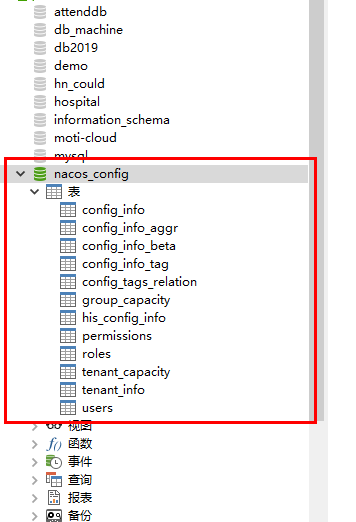 attenddb
db_machine
db2019
demo
hn_could
hospital
information_schema
moti-cloud
mysql
nacos_config
表
config_info
config_info_aggr
config_info_beta
config_info_tag
config_tags_relation
group_capacity
his_config_info
permissions
roles
tenant_capacity
tenant_info
users
视图
f() 函数
事件
查询
报表
备份